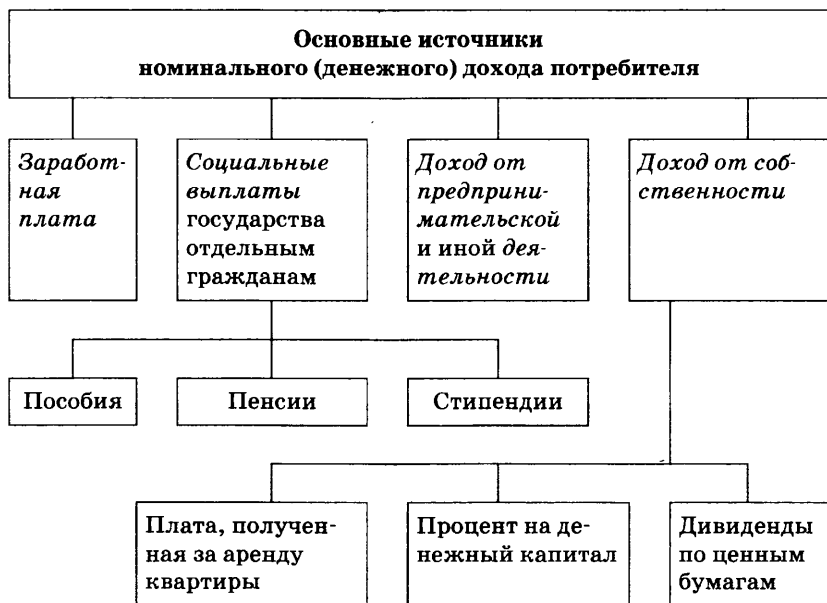 Основные источники
номинального (денежного) дохода потребителя
Заработ-
ная
плата
Социальные
выплаты
государства
отдельным
гражданам
Доход от
предприни-
мательской
и иной дея-
тельности
Доход от соб-
ственности
Пособия
Пенсии
Стипендии
Плата, получен-
ная за аренду
квартиры
Процент на де-
нежный капитал
Дивиденды
по ценным
бумагам